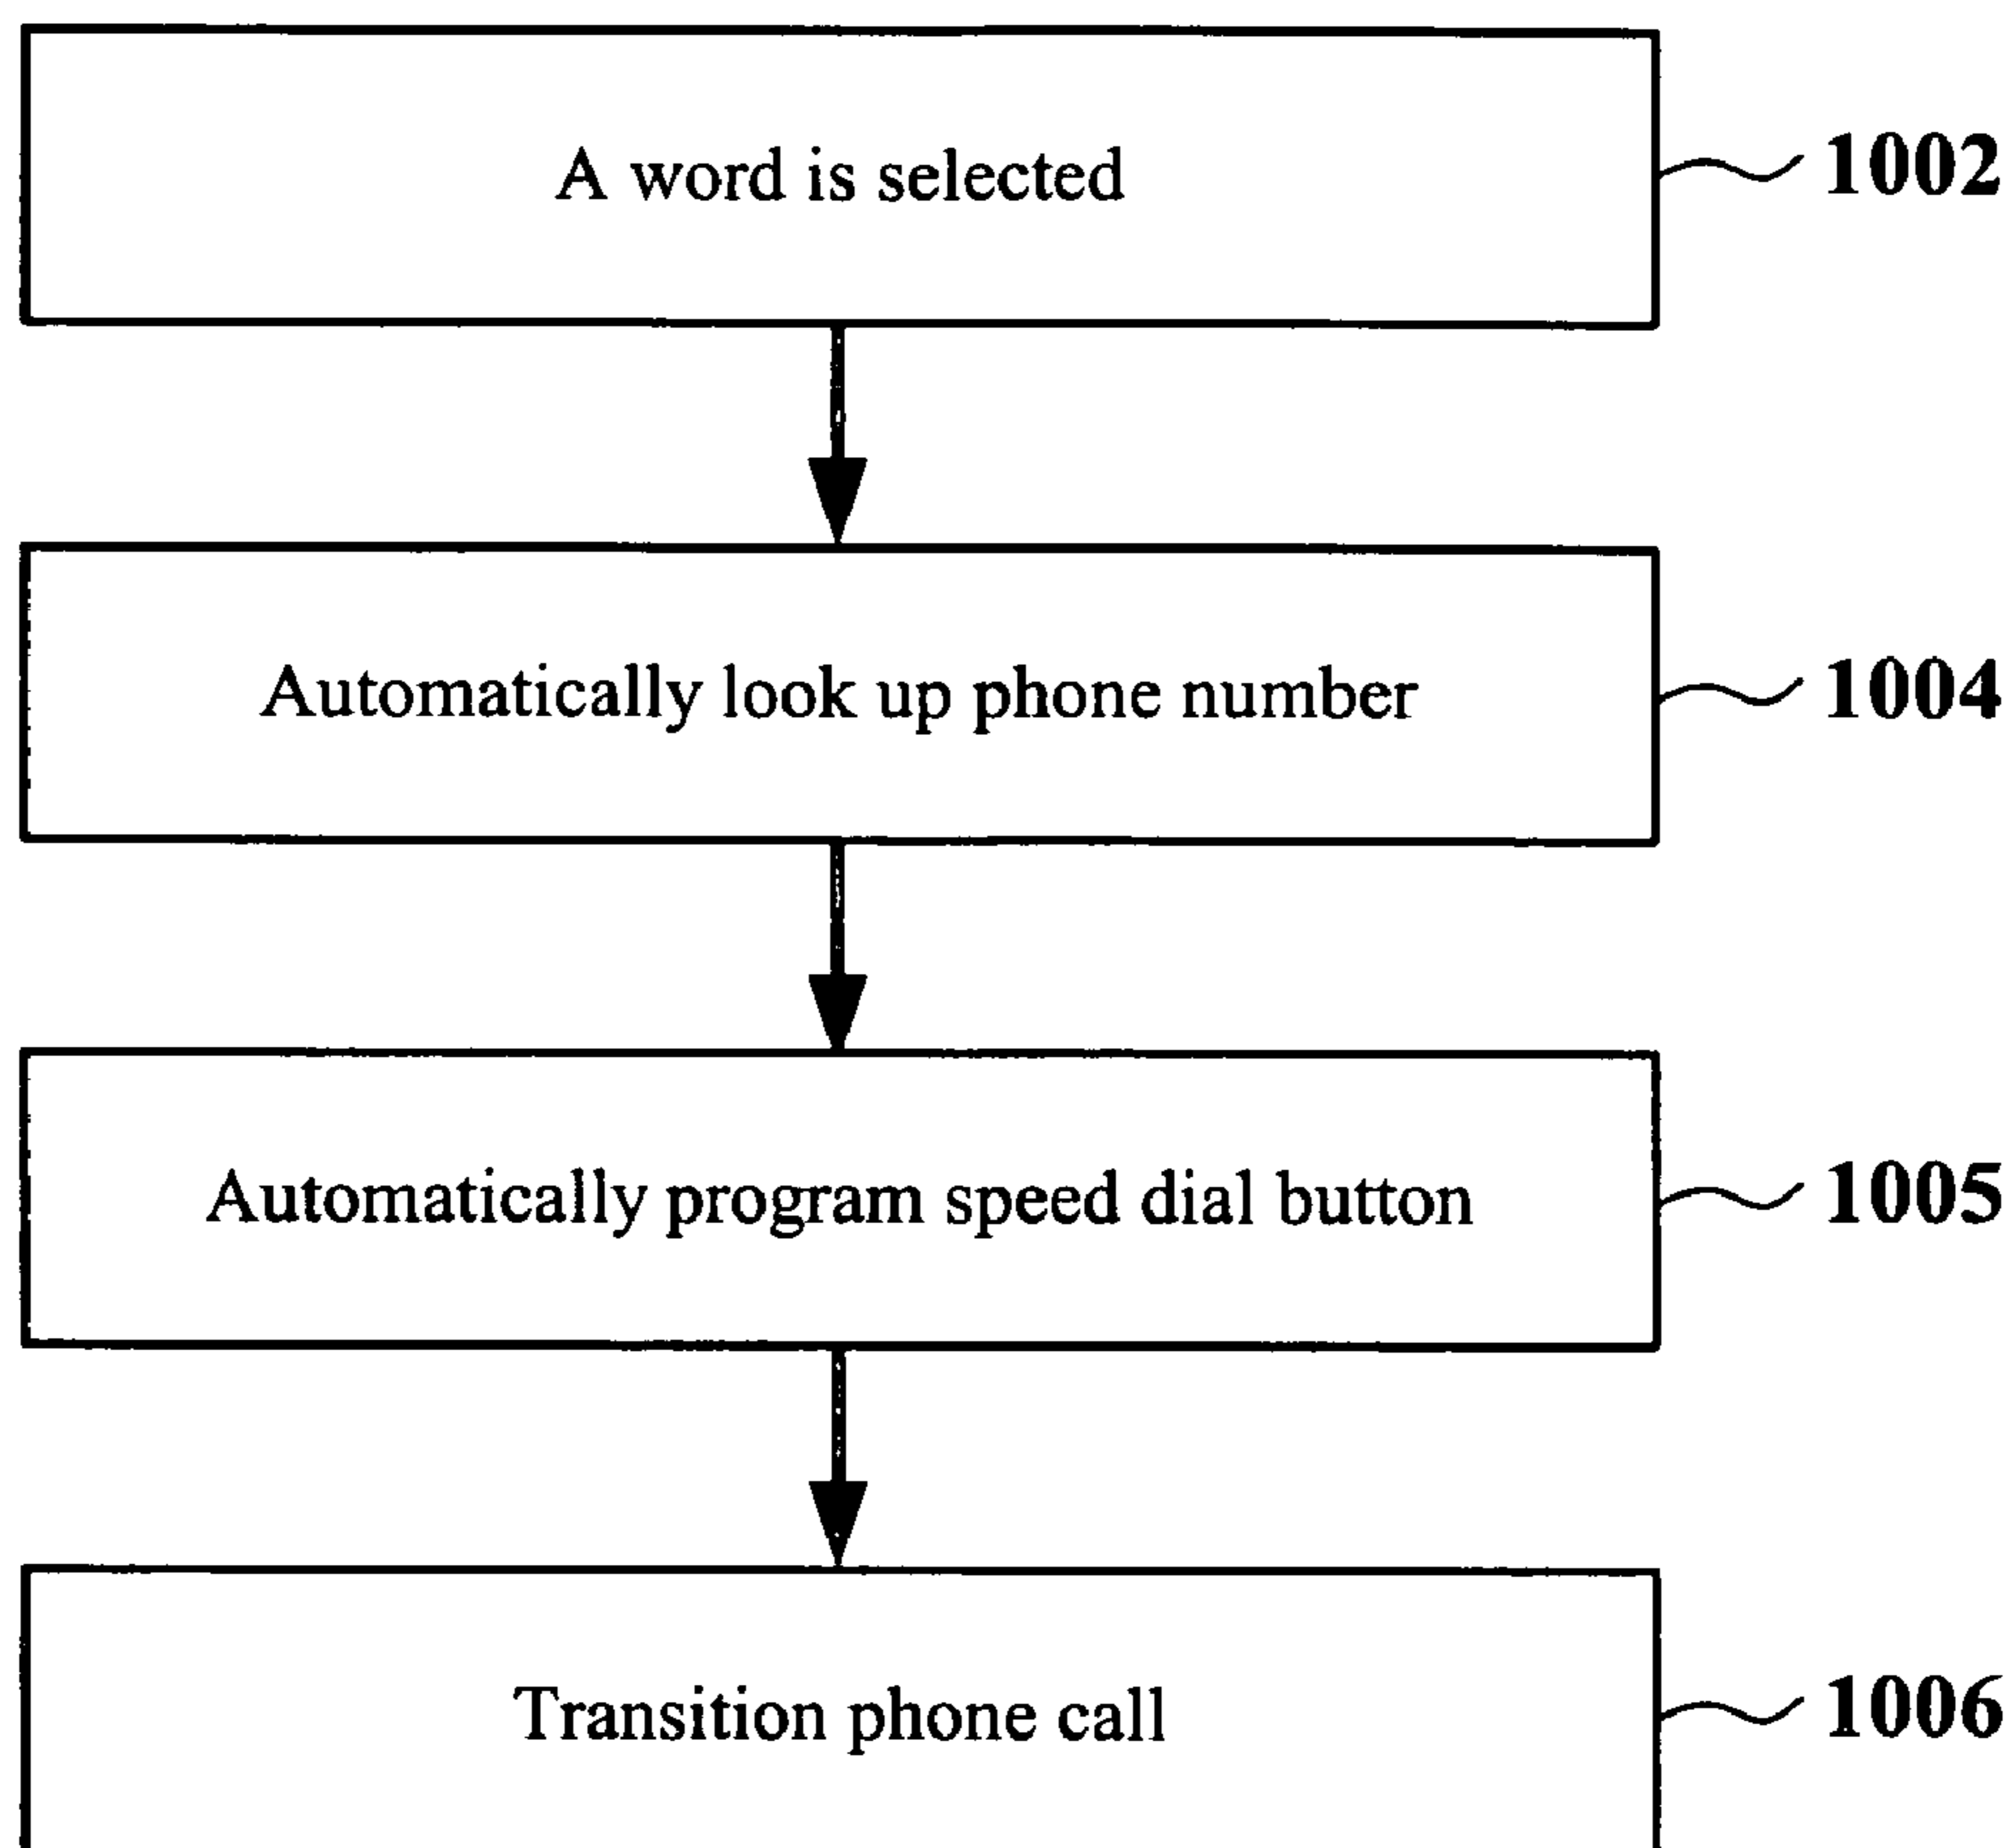 A word is selected
1002
Automatically look up phone number
1004
Automatically program speed dial button
1005
Transition phone call
1006